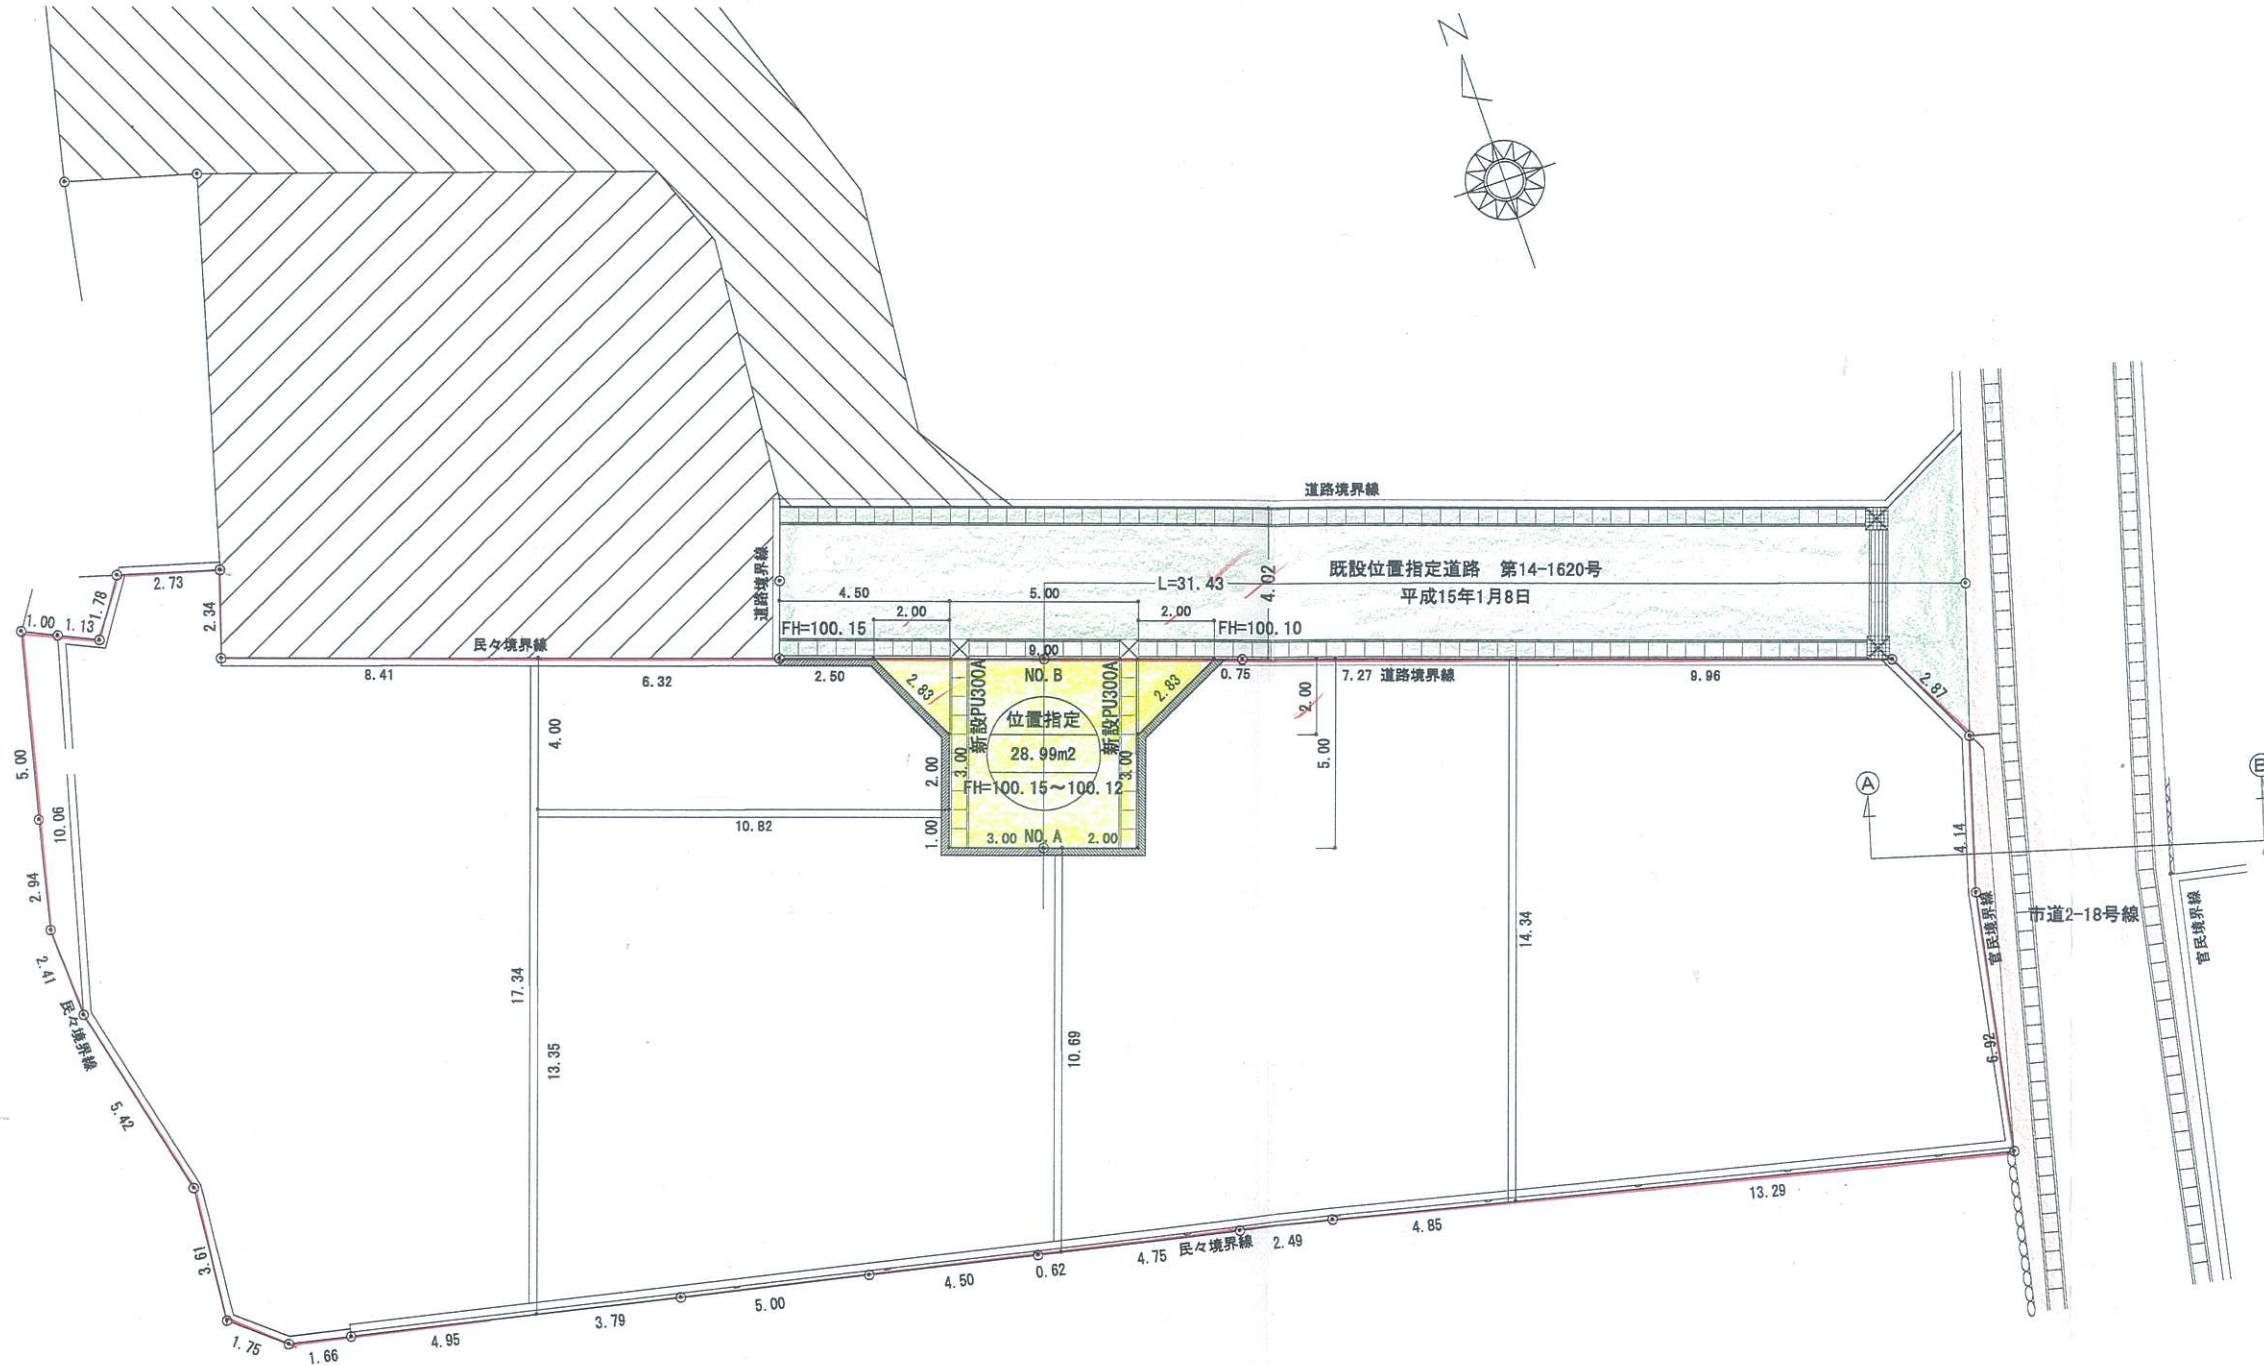 N
道路境界線
既設位置指定道路　第14-1620号
平成15年1月8日
L=31.43
4.02
道路境界線
4.50
5.00
2.00
2.00
FH=100.15
FH=100.10
9.00
2.73
1.78
2.34
1.00
1.13
民々境界線
8.41
6.32
2.50
2.83
NO.B
2.83
0.75
7.27
道路境界線
9.96
2.87
新設PU300A
新設PU300A
位置指定
28.99m2
FH=100.15～100.12
2.00
3.00
3.00
1.00
3.00
NO.A
2.00
2.00
5.00
4.00
10.82
5.00
10.06
2.94
2.41
民々境界線
5.42
3.61
1.75
1.66
17.34
13.35
10.69
14.34
A
B
4.14
官民境界線
市道2-18号線
官民境界線
6.92
4.95
3.79
5.00
4.50
0.62
4.75
民々境界線
2.49
4.85
13.29